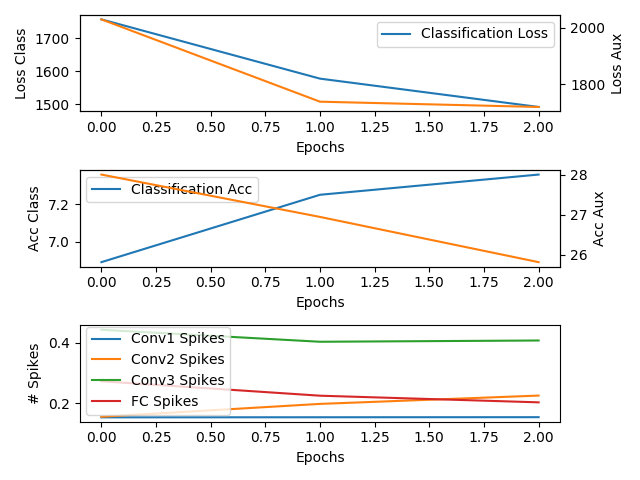 Classification Loss
Loss Class
1700
1600
1500
2000
1800
Loss Aux
0.00 0.25 0.50 0.75 1.00 1.25 1.50 1.75 2.00
Epochs
Classification Acc
Acc Class
7.2
7.0
28
27
26
Acc Aux
0.00 0.25 0.50 0.75 1.00 1.25 1.50 1.75 2.00
Epochs
# Spikes
0.4
0.2
Conv1 Spikes
Conv2 Spikes
Conv3 Spikes
FC Spikes
0.00 0.25 0.50 0.75 1.00 1.25 1.50 1.75 2.00
Epochs